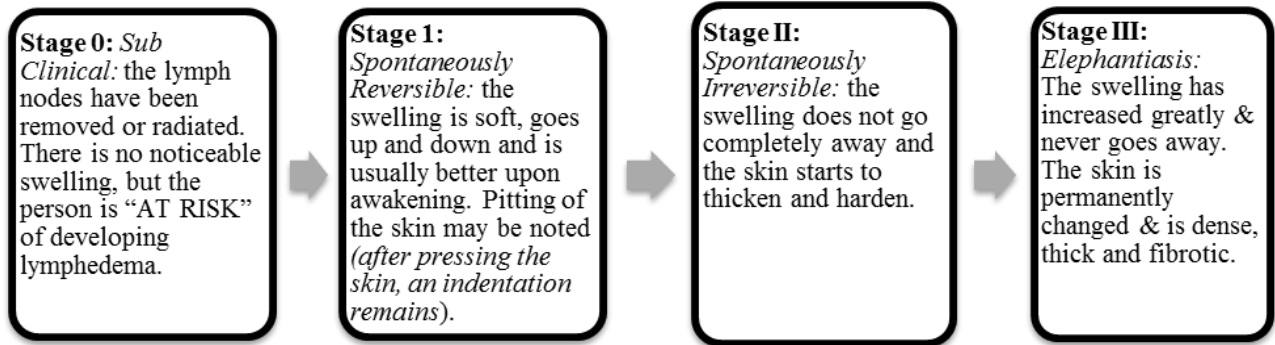 Stage 0: Sub
Clinical: the lymph
nodes have been
removed or radiated.
There is no noticeable
swelling, but the
person is “AT RISK”
of developing
lymphedema.
Stage 1:
Spontaneously
Reversible: the
swelling is soft, goes
up and down and is
usually better upon
awakening. Pitting of
the skin may be noted
(after pressing the
skin, an indentation
remains).
Stage II:
Spontaneously
Irreversible: the
swelling does not go
completely away and
the skin starts to
thicken and harden.
Stage III:
Elephantiasis:
The swelling has
increased greatly &
never goes away.
The skin is
permanently
changed & is dense,
thick and fibrotic.